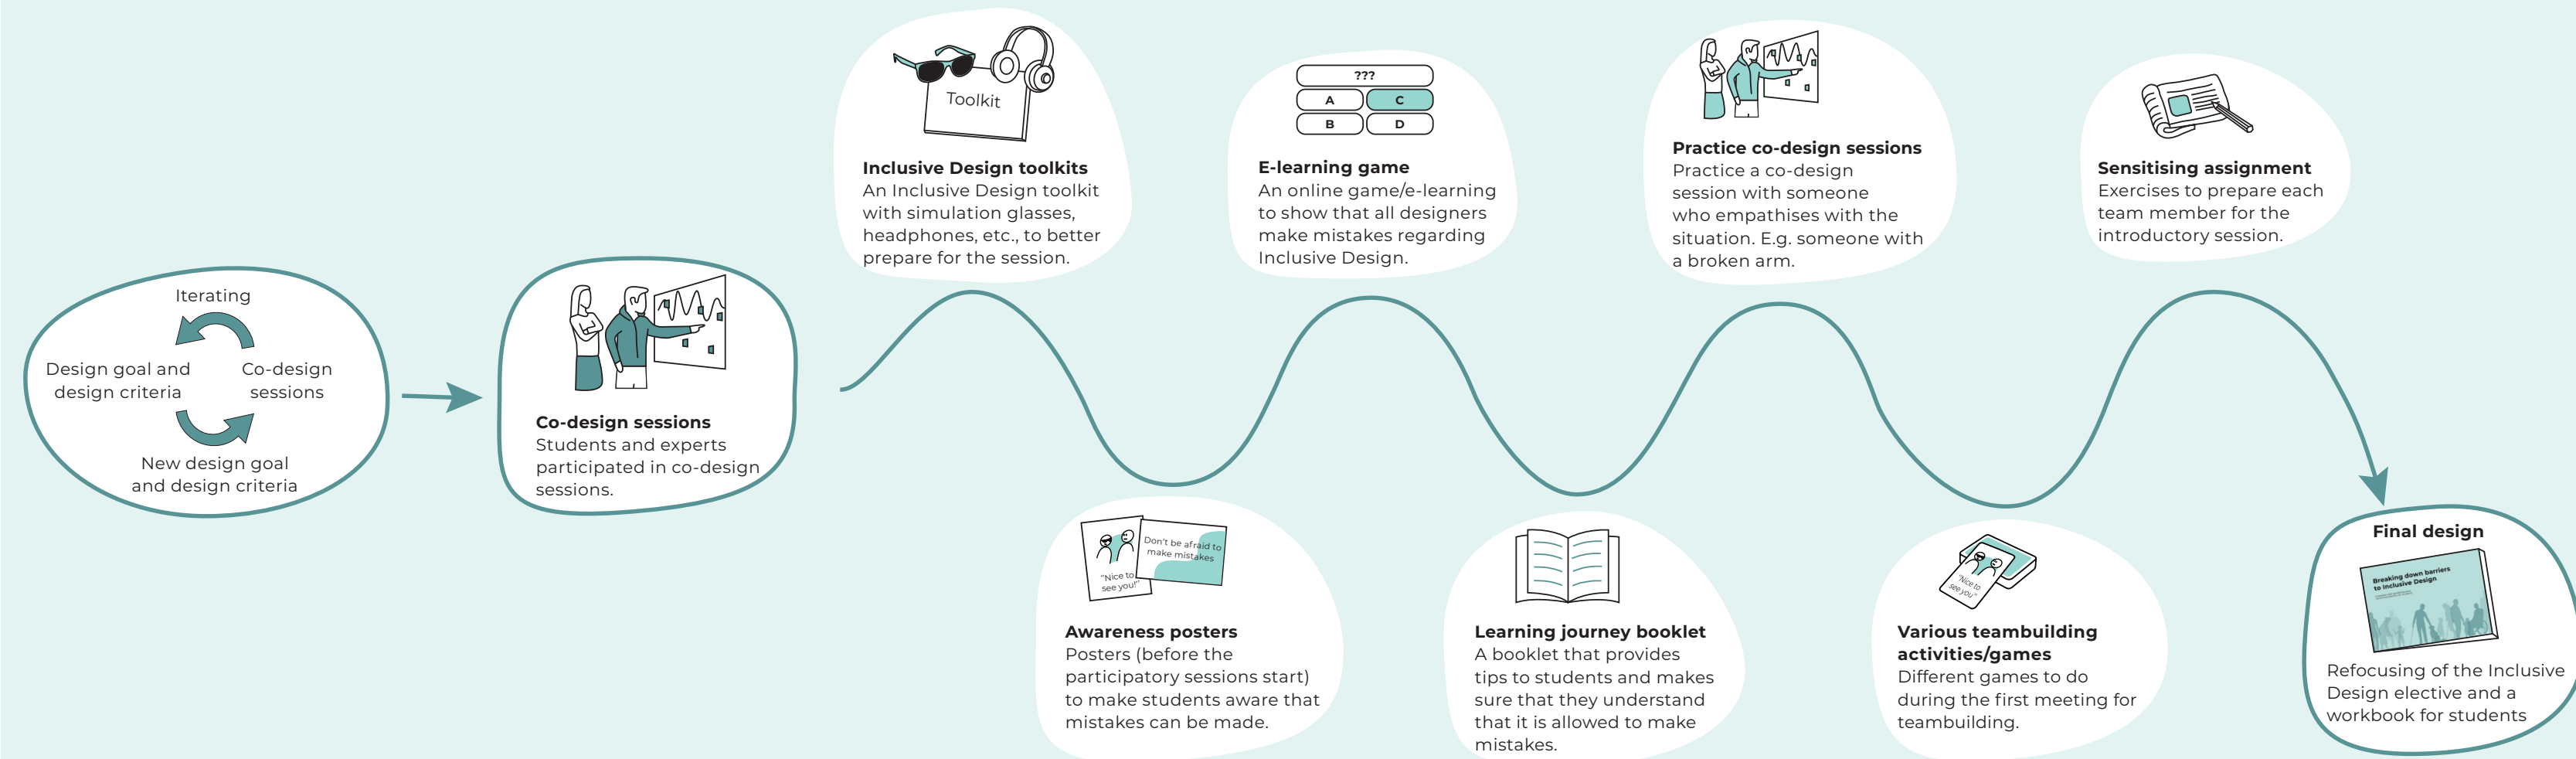 Iterating
Design goal and
design criteria
Co-design
sessions
New design goal
and design criteria
Co-design sessions
Students and experts
participated in co-design
sessions.
Toolkit
Inclusive Design toolkits
An Inclusive Design toolkit
with simulation glasses,
headphones, etc., to better
prepare for the session.
"Nice to
see you!"
Don't be afraid to
make mistakes
Awareness posters
Posters (before the
participatory sessions start)
to make students aware that
mistakes can be made.
???
A
C
B
D
E-learning game
An online game/e-learning
to show that all designers
make mistakes regarding
Inclusive Design.
Learning journey booklet
A booklet that provides
tips to students and makes
sure that they understand
that it is allowed to make
mistakes.
Practice co-design sessions
Practice a co-design
session with someone
who empathises with the
situation. E.g. someone with
a broken arm.
"Nice to
see you"
Various teambuilding
activities/games
Different games to do
during the first meeting for
teambuilding.
Sensitising assignment
Exercises to prepare each
team member for the
introductory session.
Final design
Breaking down barriers
to Inclusive Design
Refocusing of the Inclusive
Design elective and a
workbook for students